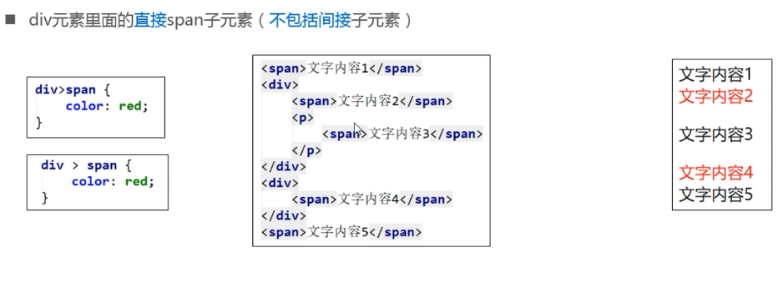 div元素里面的直接span子元素（不包括间接子元素）
div>span {
color: red;
}
div > span {
color: red;
}
<span>文字内容1</span>
<div>
<span>文字内容2</span>
<p>
<span>文字内容3</span>
</p>
</div>
<div>
<span>文字内容4</span>
</div>
<span>文字内容5</span>
文字内容1
文字内容2
文字内容3
文字内容4
文字内容5